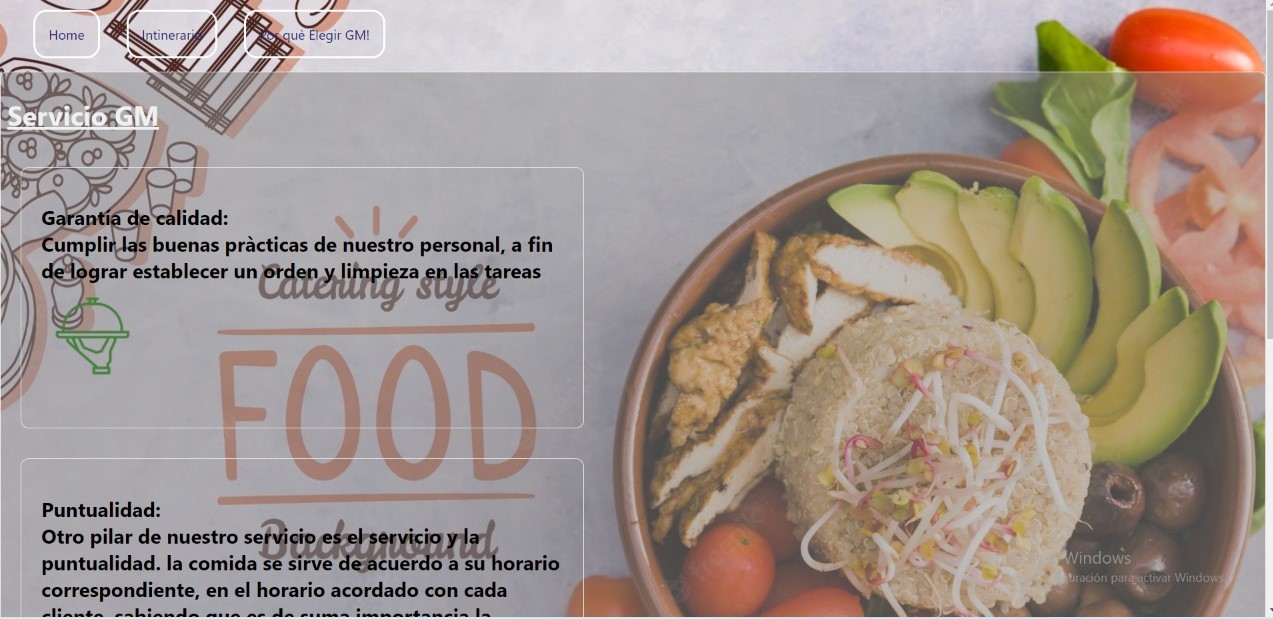 Home
Intinerario
Por què Elegir GM!
Servicio GM
Garantía de calidad:
Cumplir las buenas pràcticas de nuestro personal, a fin
de lograr establecer un orden y limpieza en las tareas
Catering style
FOOD
Background
Puntualidad:
Otro pilar de nuestro servicio es el servicio y la
puntualidad. la comida se sirve de acuerdo a su horario
correspondiente, en el horario acordado con cada
cliente, sabiendo que es de suma importancia la
Windows
uración para activar Windows